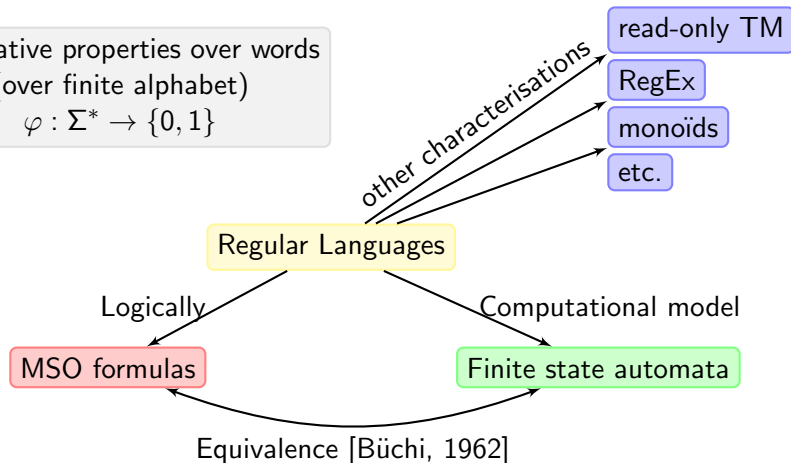 ative properties over words
over finite alphabet)
φ : Σ* → {0, 1}
read-only TM
RegEx
monoïds
etc.
other characterisations
Regular Languages
Logically
Computational model
MSO formulas
Finite state automata
Equivalence [Büchi, 1962]